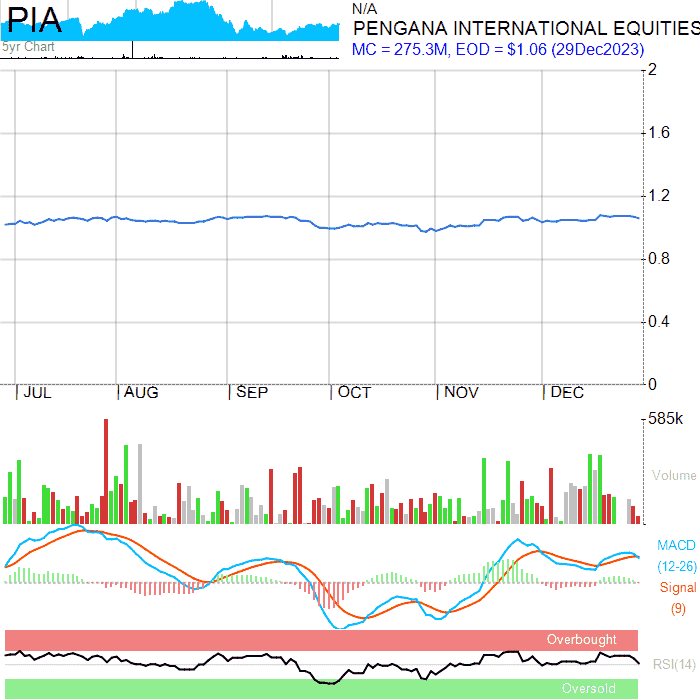 PIA
5yr Chart
N/A
PENGANA INTERNATIONAL EQUITIES
MC = 275.3M, EOD = $1.06 (29Dec2023)
2
1.6
1.2
0.8
0.4
0
JUL AUG SEP OCT NOV DEC
585k
Volume
MACD
(12-26)
Signal
(9)
Overbought
RSI(14)
Oversold